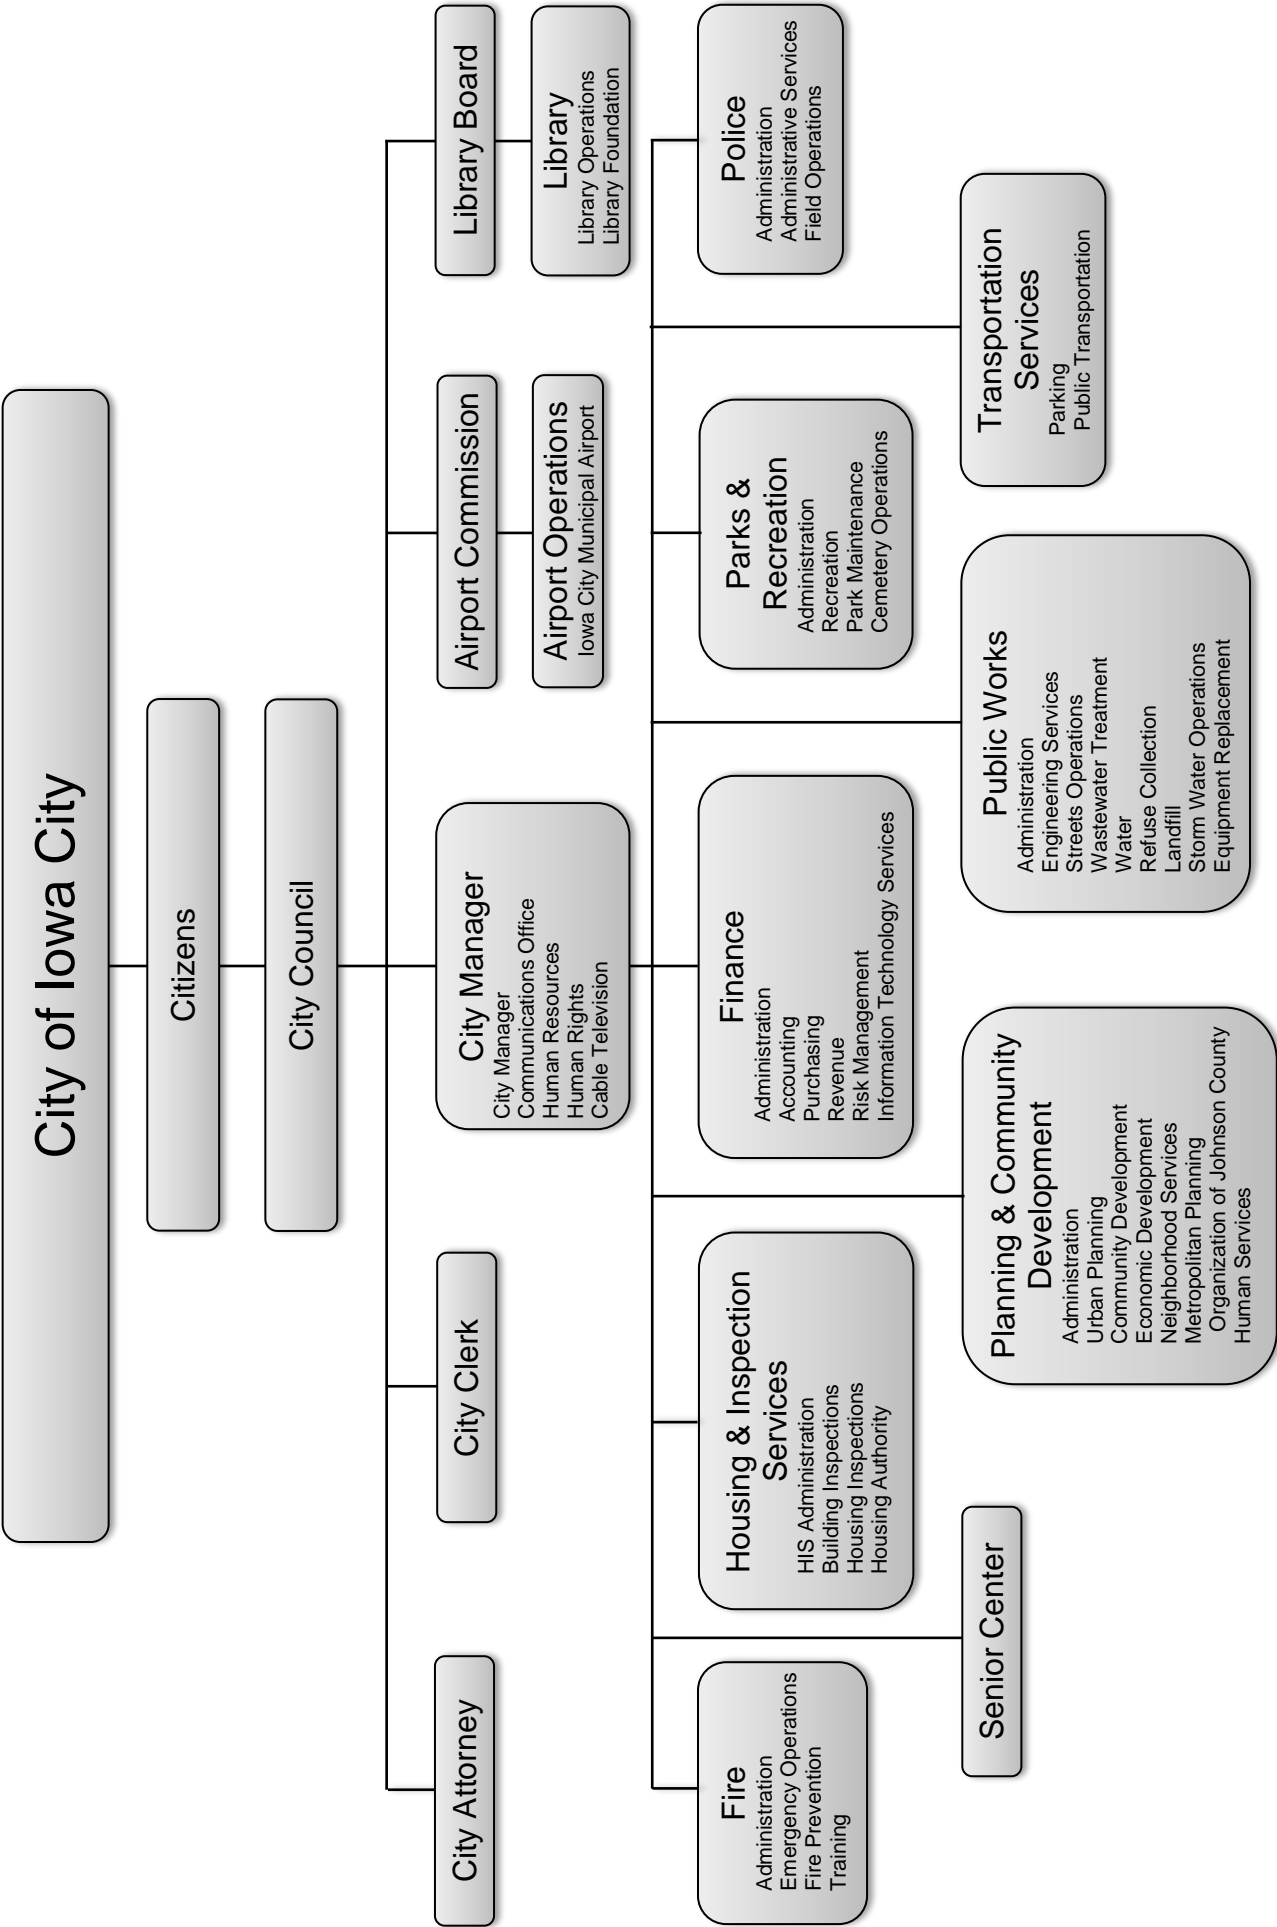 City of Iowa City
Citizens
City Council
City Attorney
City Clerk
City Manager
City Manager
Communications Office
Human Resources
Human Rights
Cable Television
Airport Commission
Airport Operations
Iowa City Municipal Airport
Library Board
Library
Library Operations
Library Foundation
Fire
Administration
Emergency Operations
Fire Prevention
Training
Housing & Inspection
Services
HIS Administration
Building Inspections
Housing Inspections
Housing Authority
Finance
Administration
Accounting
Purchasing
Revenue
Risk Management
Information Technology Services
Parks &
Recreation
Administration
Recreation
Park Maintenance
Cemetery Operations
Police
Administration
Administrative Services
Field Operations
Senior Center
Planning & Community
Development
Administration
Urban Planning
Community Development
Economic Development
Neighborhood Services
Metropolitan Planning
Organization of Johnson County
Human Services
Public Works
Administration
Engineering Services
Streets Operations
Wastewater Treatment
Water
Refuse Collection
Landfill
Storm Water Operations
Equipment Replacement
Transportation
Services
Parking
Public Transportation